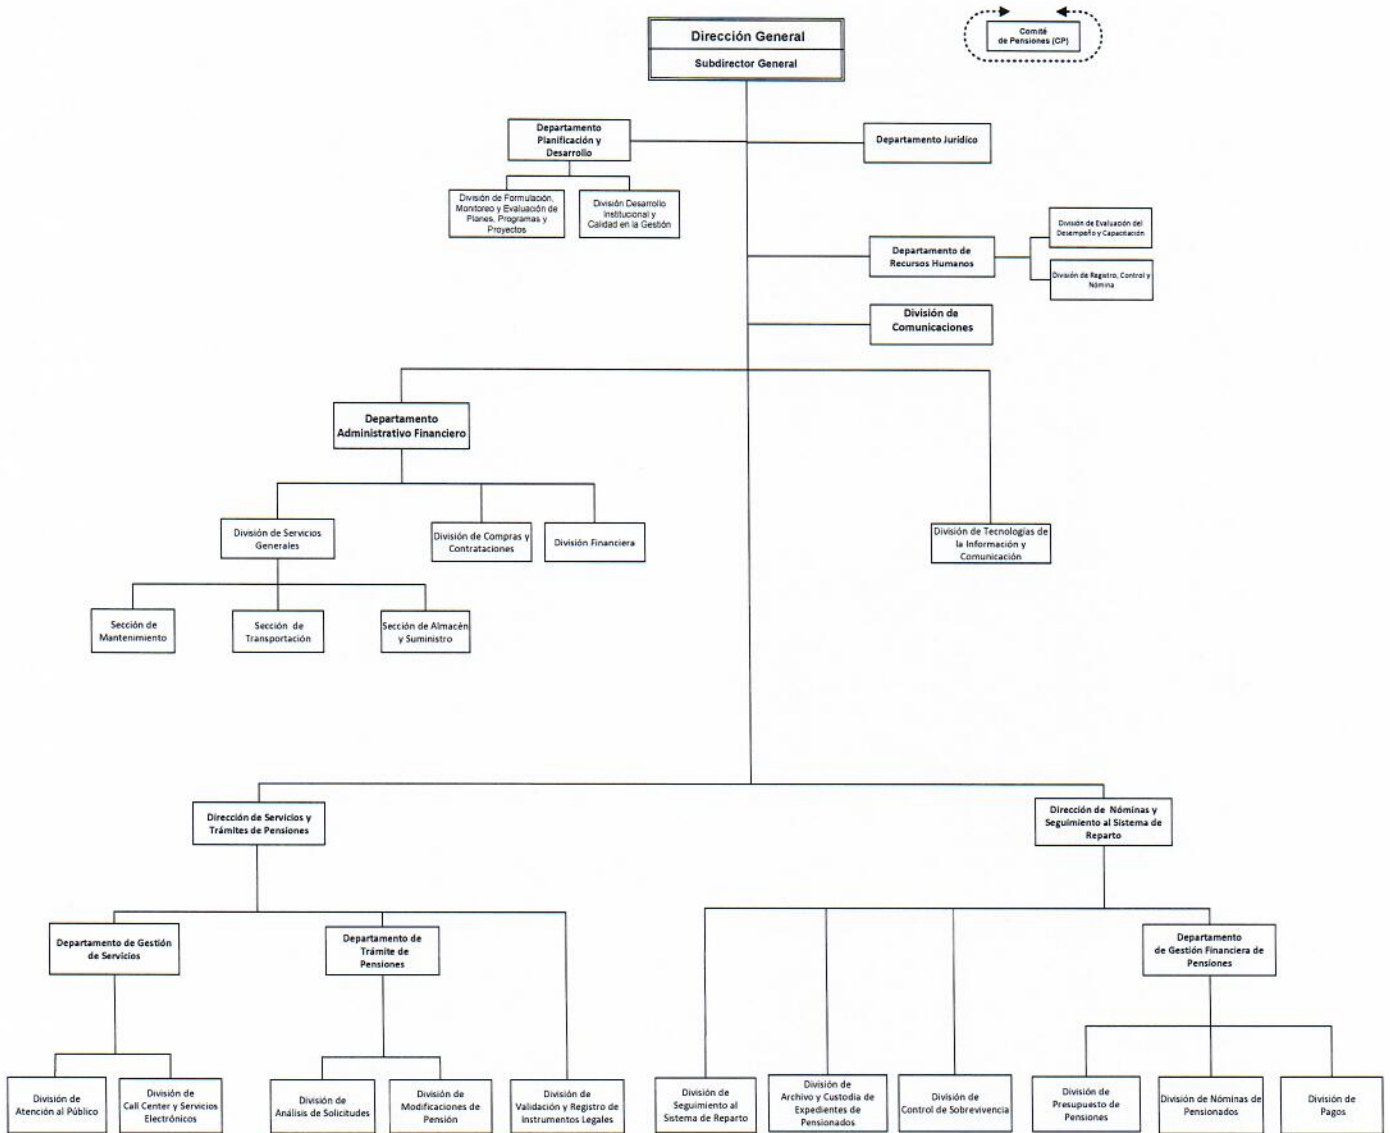 Dirección General
Subdirector General
Comité
de Pensiones (CP)
Departamento
Planificación y
Desarrollo
Departamento Jurídico
División de Formulación,
Monitoreo y Evaluación de
Planes, Programas y
Proyectos
División Desarrollo
Institucional y
Calidad en la Gestión
Departamento de
Recursos Humanos
División de Evaluación del
Desempeño y Capacitación
División de Registro, Control y
Nómina
División de
Comunicaciones
Departamento
Administrativo Financiero
División de Servicios
Generales
División de Compras y
Contrataciones
División Financiera
División de Tecnologías de
la Información y
Comunicación
Sección de
Mantenimiento
Sección de
Transportación
Sección de Almacén
y Suministro
Dirección de Servicios y
Trámites de Pensiones
Dirección de Nóminas y
Seguimiento al Sistema de
Reparto
Departamento de Gestión
de Servicios
Departamento de
Trámite de
Pensiones
Departamento
de Gestión Financiera de
Pensiones
División de
Atención al Público
División de
Call Center y Servicios
Electrónicos
División de
Análisis de Solicitudes
División de
Modificaciones de
Pensión
División de
Validación y Registro de
Instrumentos Legales
División de
Seguimiento al
Sistema de Reparto
División de
Archivo y Custodia de
Expedientes de
Pensionados
División de
Control de Sobrevivencia
División de
Presupuesto de
Pensiones
División de Nóminas de
Pensionados
División de
Pagos